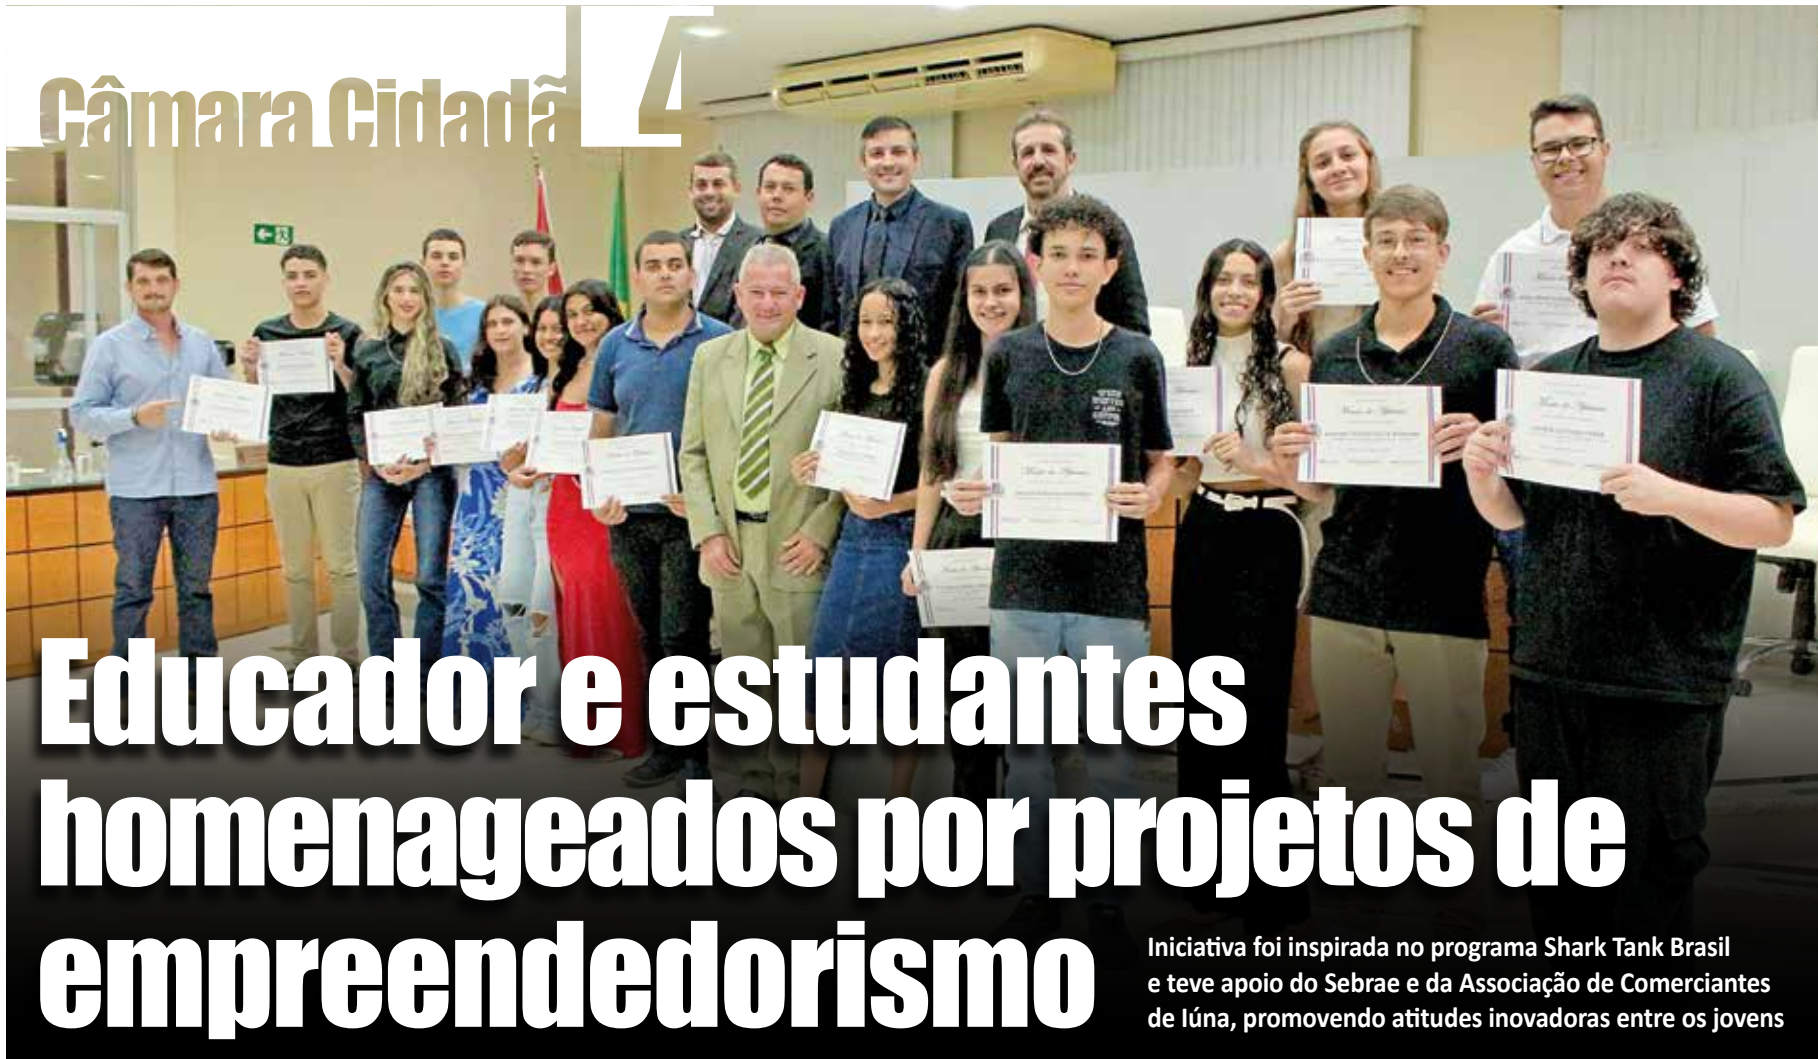 Câmara Cidadã 4
Educador e estudantes
homenageados por projetos de
empreendedorismo
Iniciativa foi inspirada no programa Shark Tank Brasil
e teve apoio do Sebrae e da Associação de Comerciantes
de Iúna, promovendo atitudes inovadoras entre os jovens